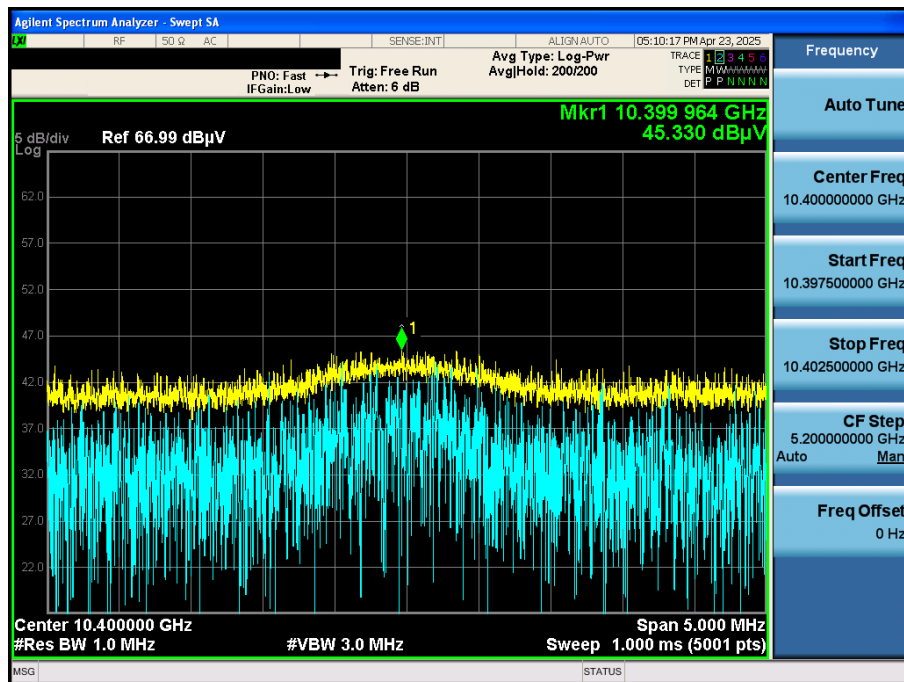 Agilent Spectrum Analyzer - Swept SA
LXI RF 50 Ω AC SENSE:INT ALIGN AUTO 05:10:17 PM Apr 23, 2025
PNO: Fast Trig: Free Run Avg Type: Log-Pwr TRACE 1 2 3 4 5 6
IFGain:Low Atten: 6 dB Avg|Hold: 200/200 TYPE M W W W W W
DET P P N N N N
Mkr1 10.399 964 GHz
45.330 dBµV
5 dB/div Ref 66.99 dBµV
Log
62.0
57.0
52.0
47.0
42.0
37.0
32.0
27.0
22.0
1
Center 10.400000 GHz Span 5.000 MHz
#Res BW 1.0 MHz #VBW 3.0 MHz Sweep 1.000 ms (5001 pts)
MSG STATUS
Frequency
Auto Tune
Center Freq
10.400000000 GHz
Start Freq
10.397500000 GHz
Stop Freq
10.402500000 GHz
CF Step
5.200000000 GHz
Auto Man
Freq Offset
0 Hz